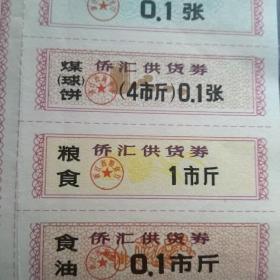 0.1张
煤(球)饼 侨汇供货券
(4市斤)0.1张
粮食 侨汇供货券
1市斤
食油 侨汇供货券
0.1市斤